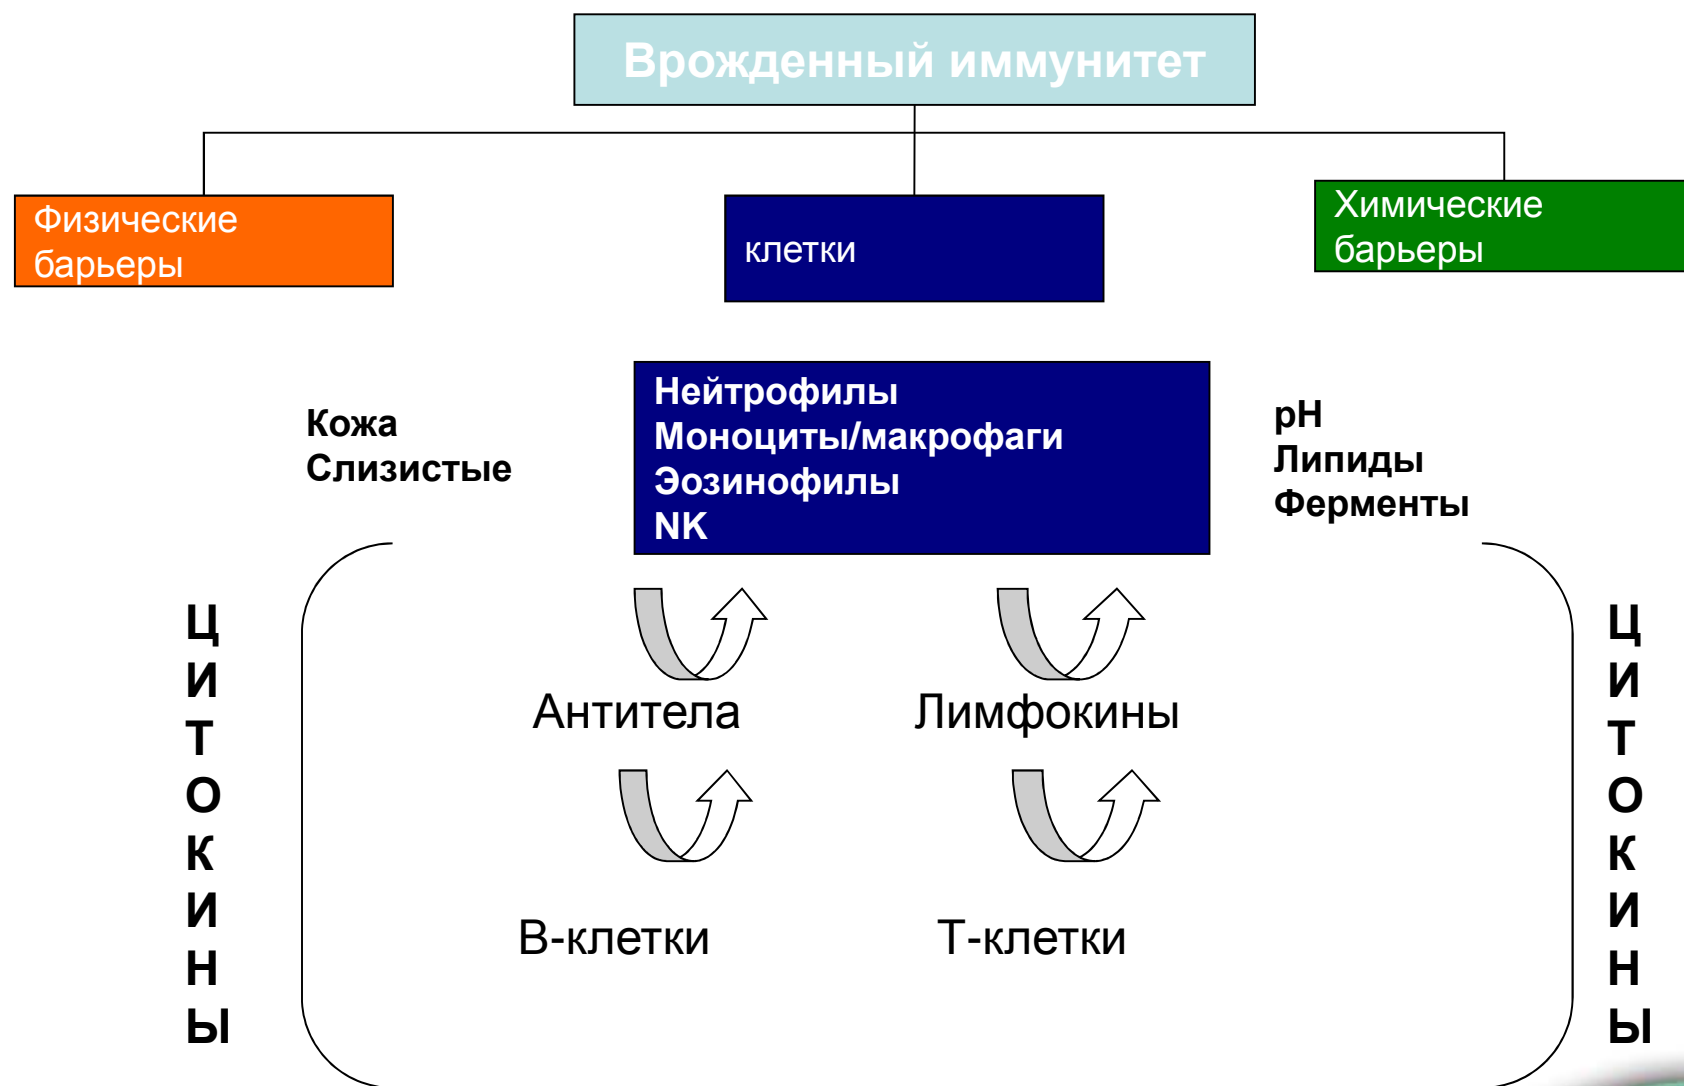 Врожденный иммунитет
Физические
барьеры
клетки
Химические
барьеры
Кожа
Слизистые
Нейтрофилы
Моноциты/макрофаги
Эозинофилы
NK
pH
Липиды
Ферменты
Ц
И
Т
О
К
И
Н
Ы
Антитела
Лимфокины
В-клетки
Т-клетки
Ц
И
Т
О
К
И
Н
Ы